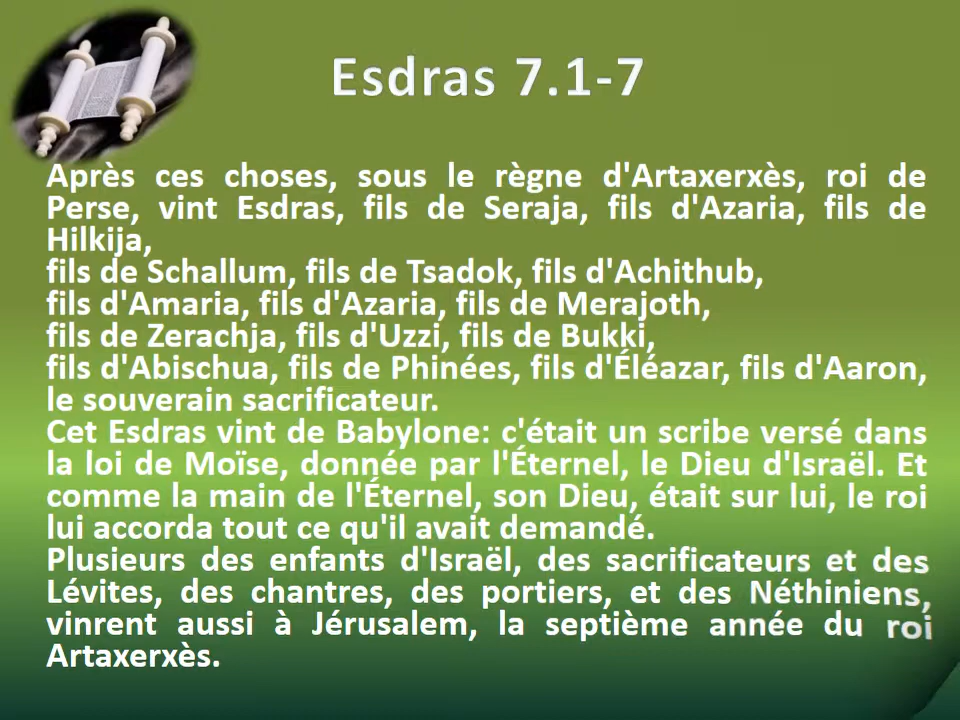 Esdras 7.1-7
Après ces choses, sous le règne d'Artaxerxès, roi de
Perse, vint Esdras, fils de Seraja, fils d'Azaria, fils de
Hilkija,
fils de Schallum, fils de Tsadok, fils d'Achithub,
fils d'Amaria, fils d'Azaria, fils de Merajoth,
fils de Zerachja, fils d'Uzzi, fils de Bukki,
fils d'Abischua, fils de Phinées, fils d'Éléazar, fils d'Aaron,
le souverain sacrificateur.
Cet Esdras vint de Babylone: c'était un scribe versé dans
la loi de Moïse, donnée par l'Éternel, le Dieu d'Israël. Et
comme la main de l'Éternel, son Dieu, était sur lui, le roi
lui accorda tout ce qu'il avait demandé.
Plusieurs des enfants d'Israël, des sacrificateurs et des
Lévites, des chantres, des portiers, et des Néthiniens,
vinrent aussi à Jérusalem, la septième année du roi
Artaxerxès.